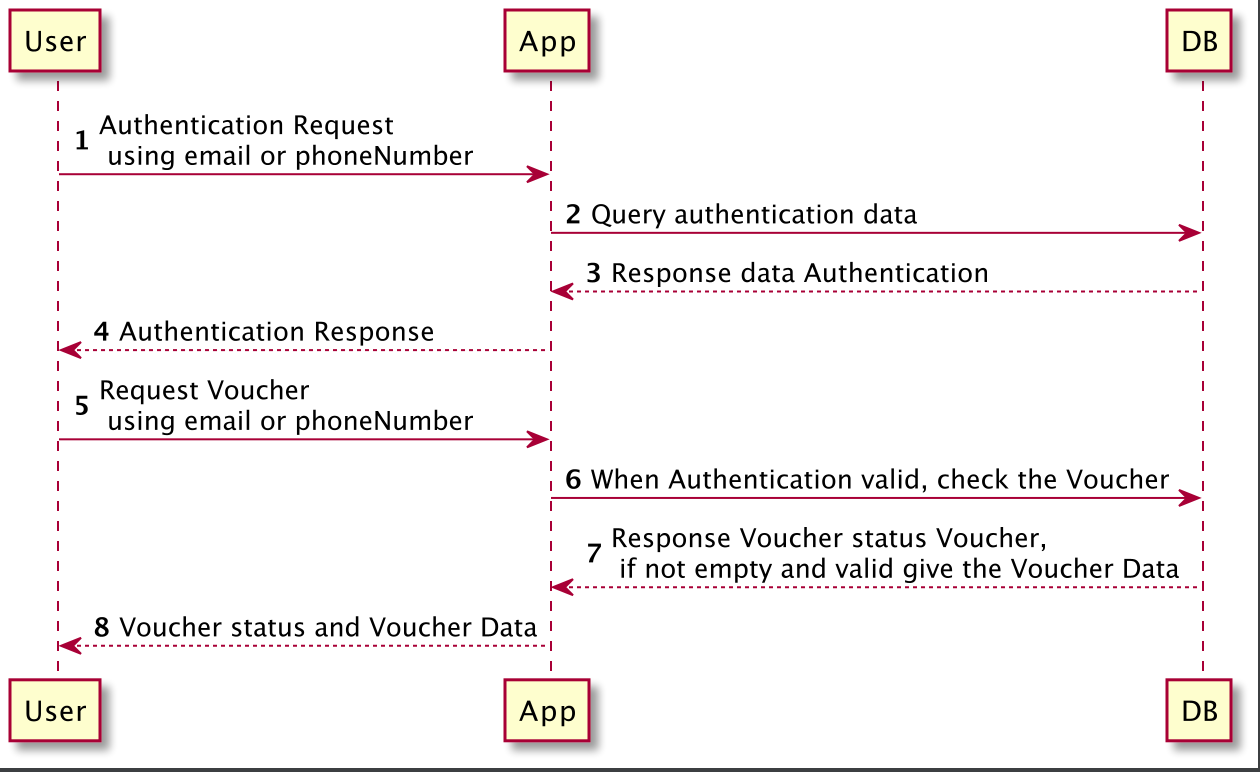 User
App
DB
1 Authentication Request
using email or phoneNumber
2 Query authentication data
3 Response data Authentication
4 Authentication Response
5 Request Voucher
using email or phoneNumber
6 When Authentication valid, check the Voucher
7 Response Voucher status Voucher,
if not empty and valid give the Voucher Data
8 Voucher status and Voucher Data
User
App
DB